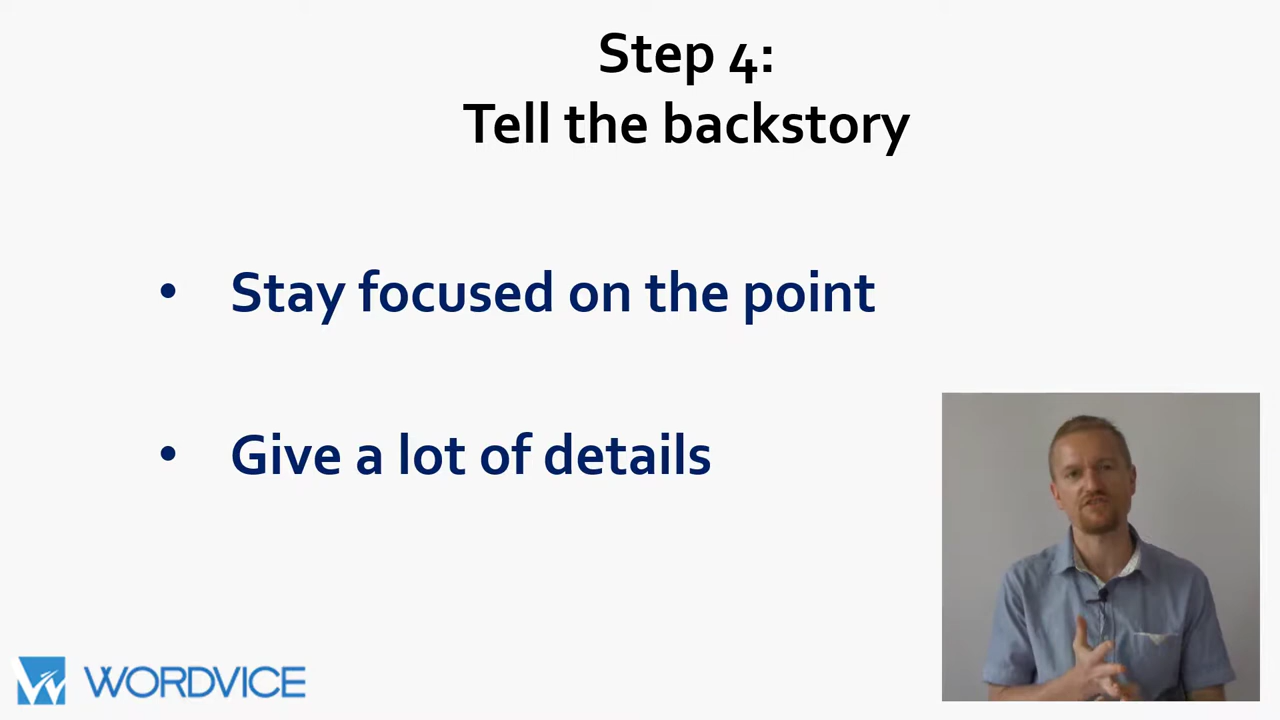 Step 4:
Tell the backstory
• Stay focused on the point
• Give a lot of details
WORDVICE